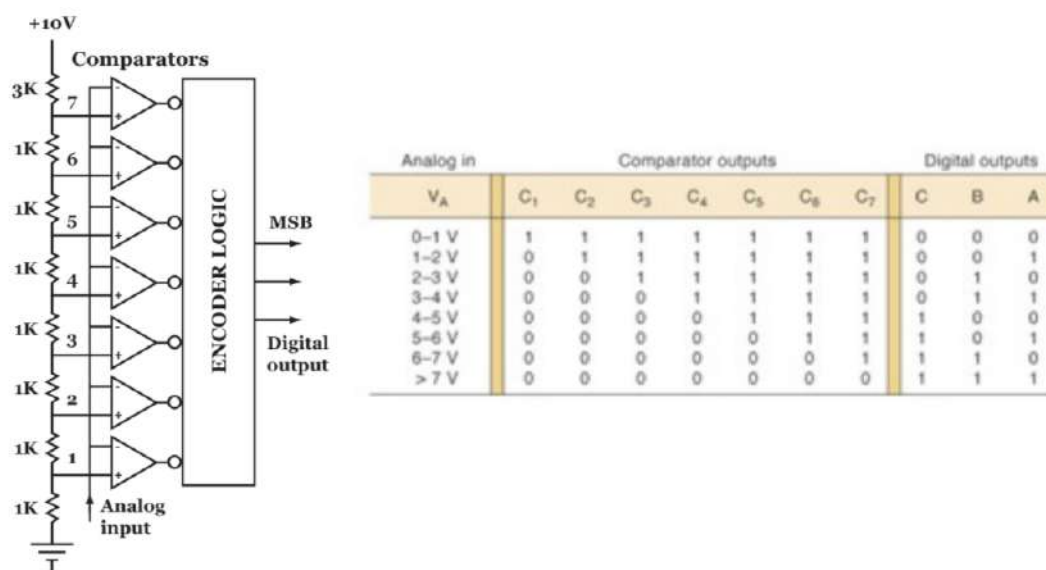 +10V
Comparators
3K
7
1K
6
1K
5
1K
4
1K
3
1K
2
1K
1
1K
- +
- +
- +
- +
- +
- +
- +
ENCODER LOGIC
MSB
Digital
output
Analog
input
Analog in Comparator outputs Digital outputs
V_A C₁ C₂ C₃ C₄ C₅ C₆ C₇ C B A
0–1 V 1 1 1 1 1 1 1 0 0 0
1–2 V 0 1 1 1 1 1 1 0 0 1
2–3 V 0 0 1 1 1 1 1 0 1 0
3–4 V 0 0 0 1 1 1 1 0 1 1
4–5 V 0 0 0 0 1 1 1 1 0 0
5–6 V 0 0 0 0 0 1 1 1 0 1
6–7 V 0 0 0 0 0 0 1 1 1 0
> 7 V 0 0 0 0 0 0 0 1 1 1